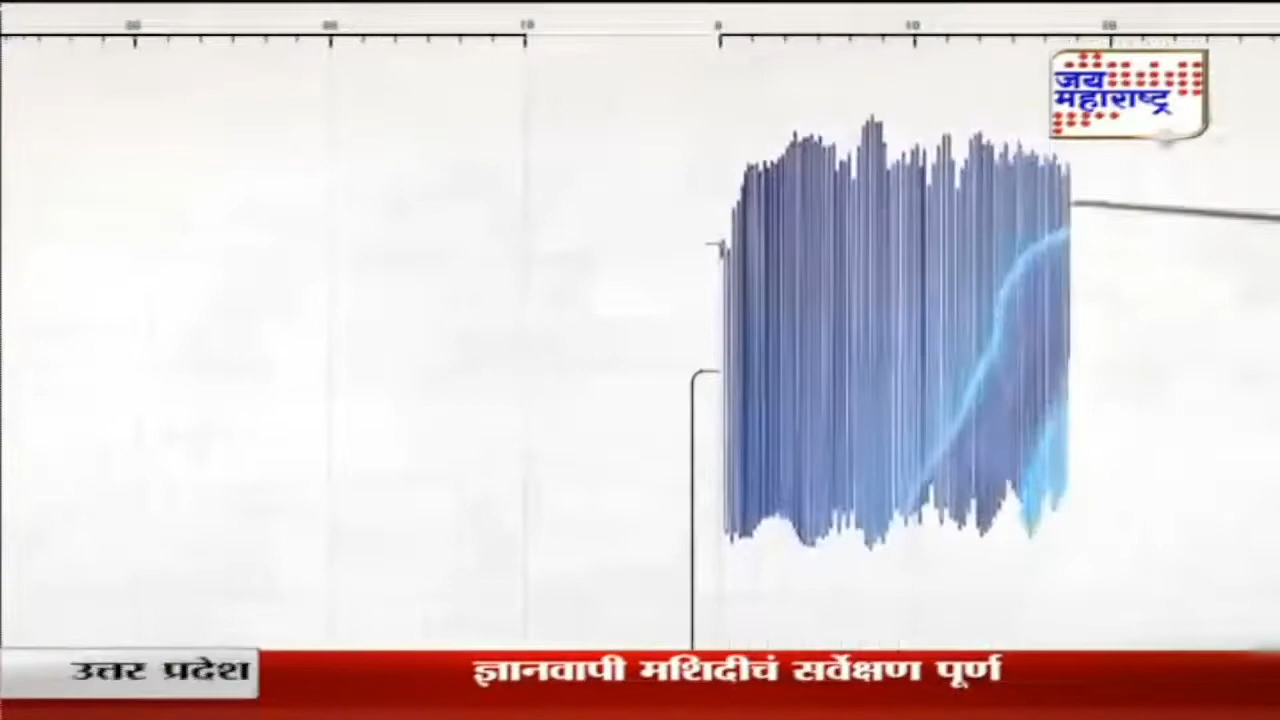 जय
महाराष्ट्र
उत्तर प्रदेश
ज्ञानवापी मशिदीचं सर्वेक्षण पूर्ण